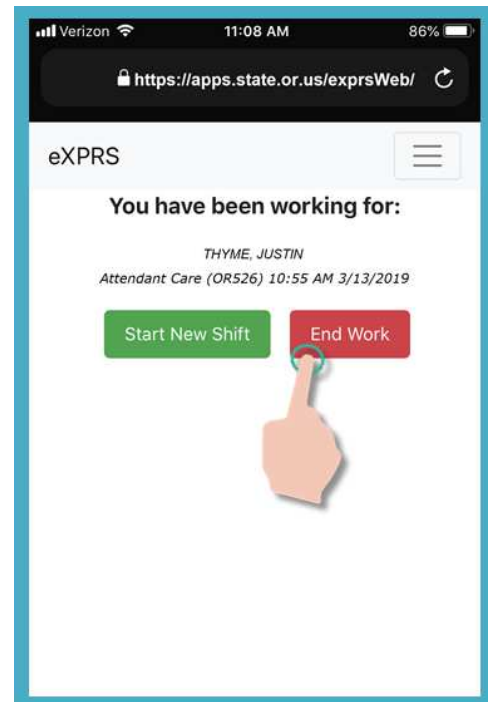 Verizon 11:08 AM 86%
https://apps.state.or.us/exprsWeb/
eXPRS
You have been working for:
THYME, JUSTIN
Attendant Care (OR526) 10:55 AM 3/13/2019
Start New Shift End Work